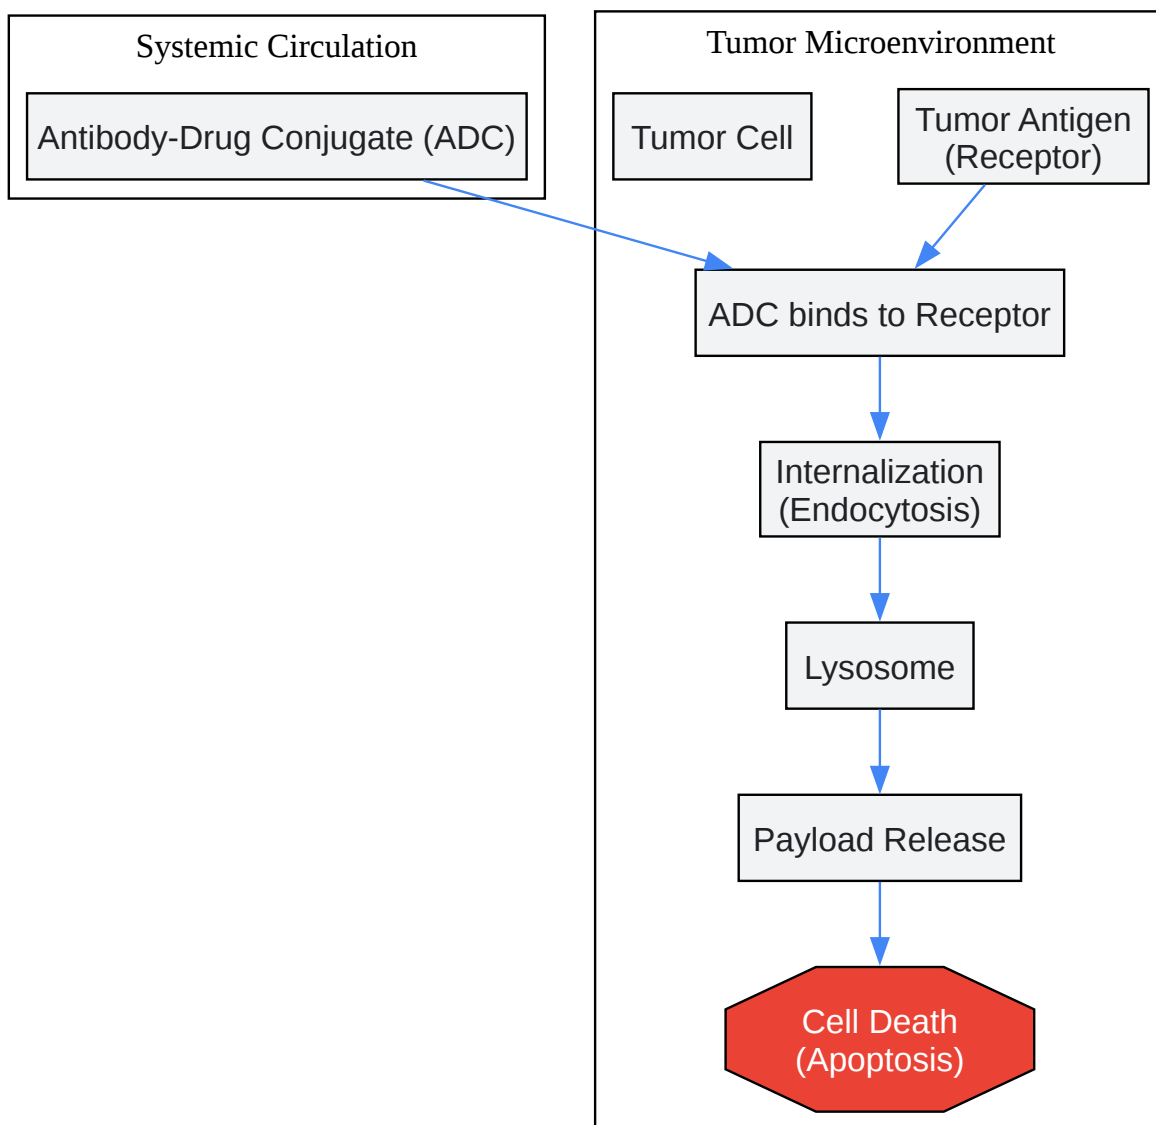 Systemic Circulation
Antibody-Drug Conjugate (ADC)
Tumor Microenvironment
Tumor Cell
Tumor Antigen
(Receptor)
ADC binds to Receptor
Internalization
(Endocytosis)
Lysosome
Payload Release
Cell Death
(Apoptosis)